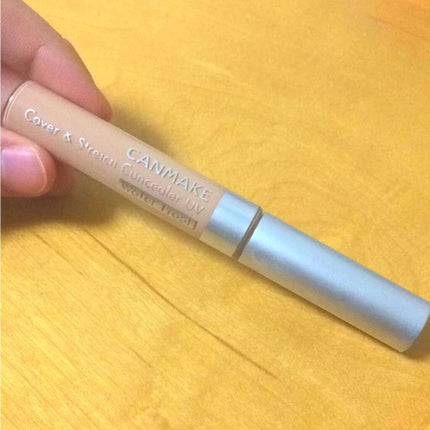 CANMAKE
Cover & Stretch Concealer UV
Water Proof